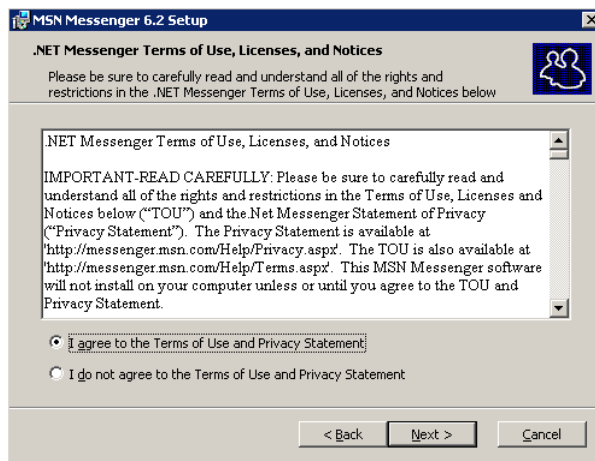 MSN Messenger 6.2 Setup
.NET Messenger Terms of Use, Licenses, and Notices
Please be sure to carefully read and understand all of the rights and
restrictions in the .NET Messenger Terms of Use, Licenses, and Notices below
.NET Messenger Terms of Use, Licenses, and Notices
IMPORTANT-READ CAREFULLY: Please be sure to carefully read and
understand all of the rights and restrictions in the Terms of Use, Licenses and
Notices below (“TOU”) and the.Net Messenger Statement of Privacy
(“Privacy Statement”).  The Privacy Statement is available at
'http://messenger.msn.com/Help/Privacy.aspx'.  The TOU is also available at
'http://messenger.msn.com/Help/Terms.aspx'.  This MSN Messenger software
will not install on your computer unless or until you agree to the TOU and
Privacy Statement.
I agree to the Terms of Use and Privacy Statement
I do not agree to the Terms of Use and Privacy Statement
< Back
Next >
Cancel